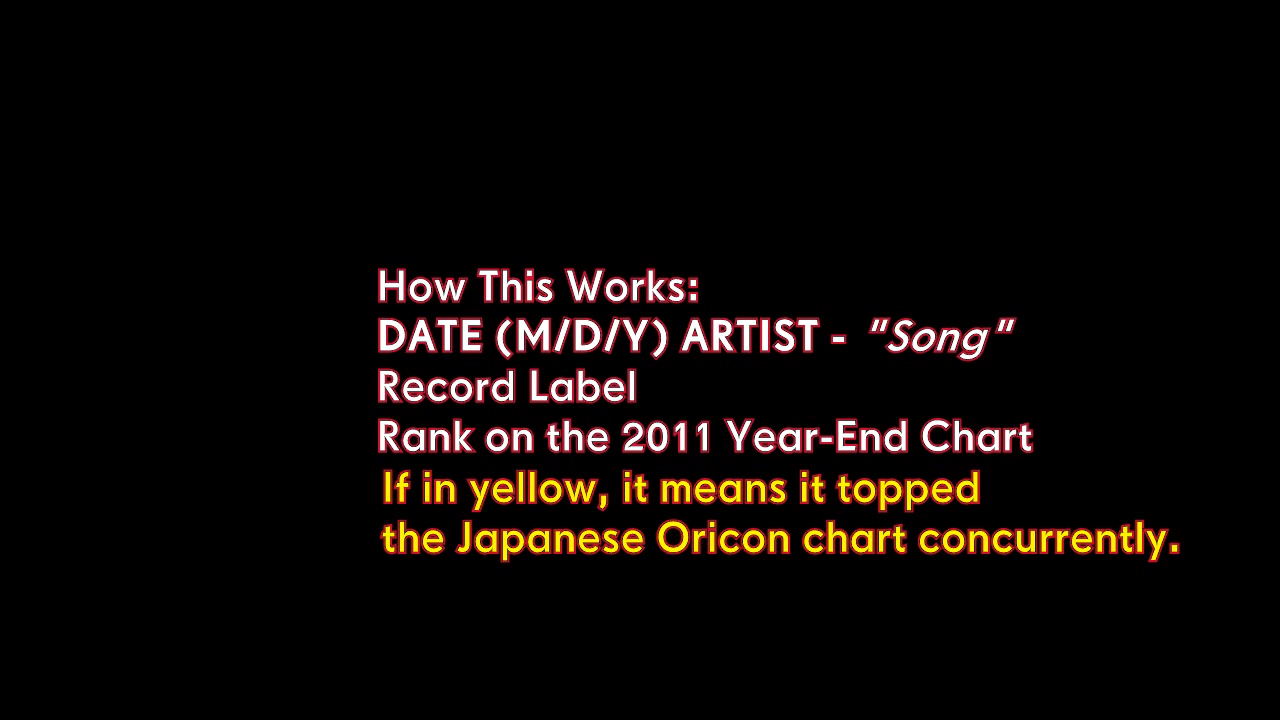 How This Works:
DATE (M/D/Y) ARTIST - "Song"
Record Label
Rank on the 2011 Year-End Chart
If in yellow, it means it topped
the Japanese Oricon chart concurrently.